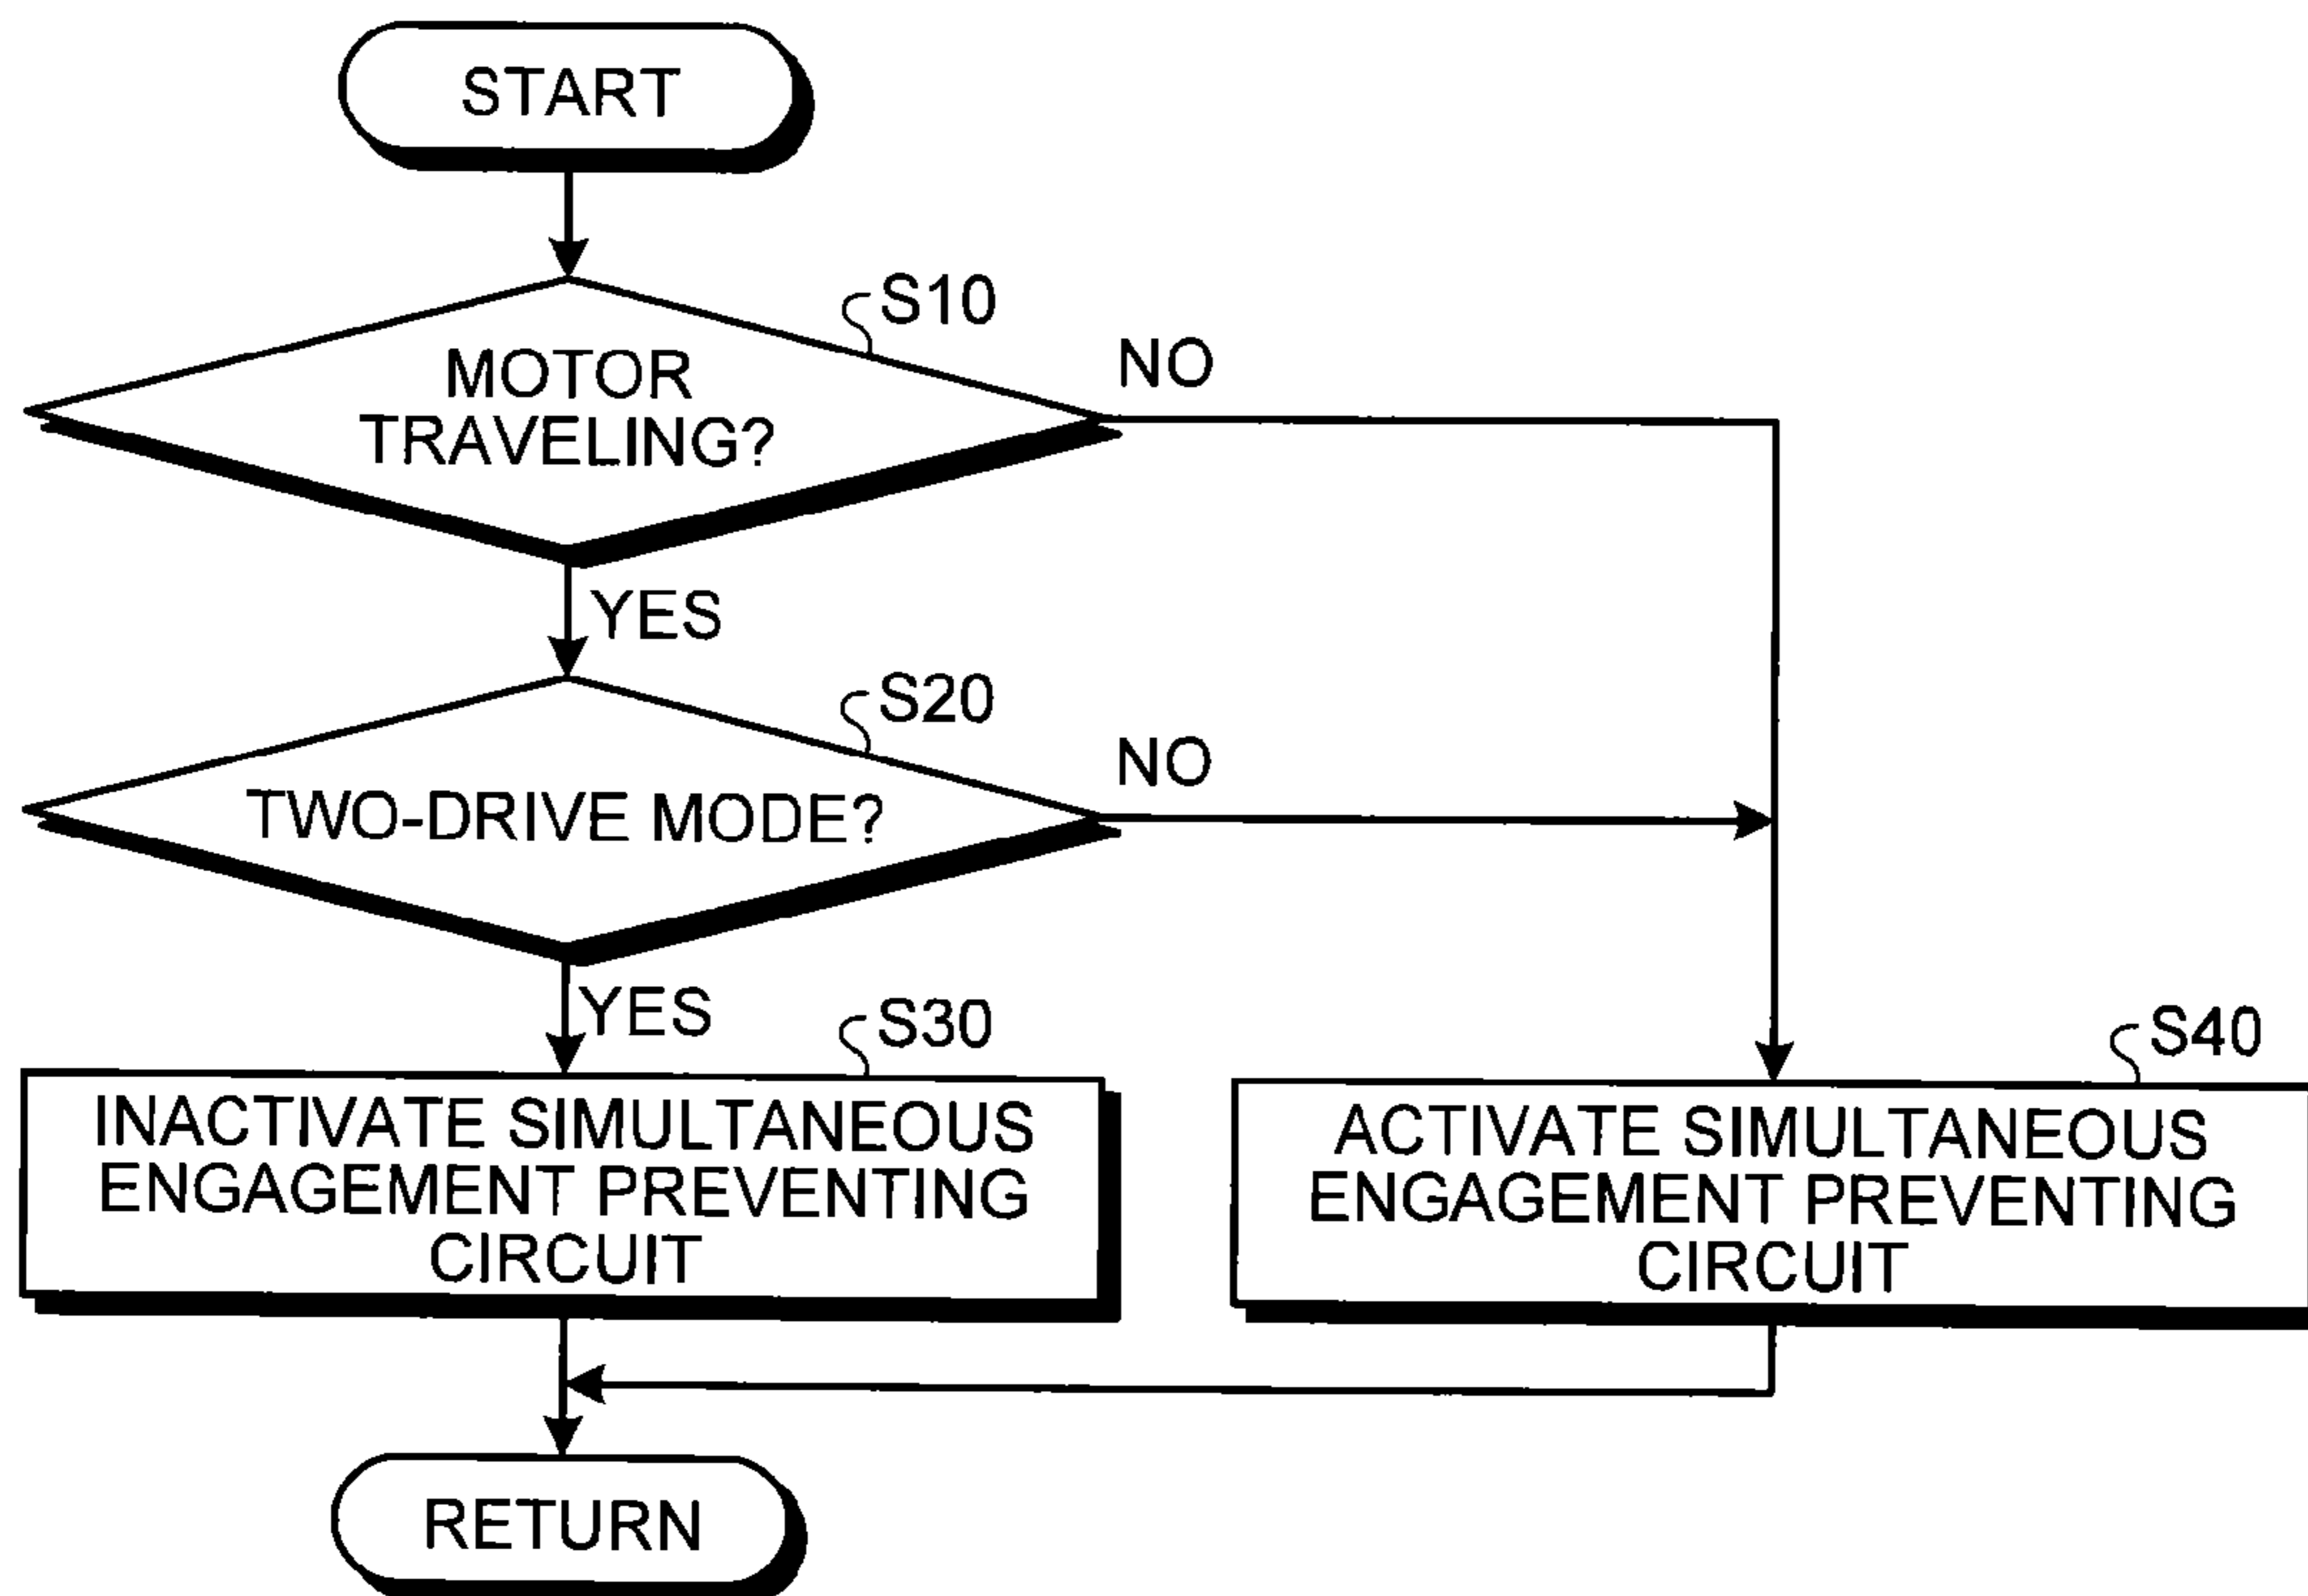 START
S10
MOTOR
TRAVELING?
NO
YES
S20
TWO-DRIVE MODE?
NO
YES
S30
INACTIVATE SIMULTANEOUS
ENGAGEMENT PREVENTING
CIRCUIT
S40
ACTIVATE SIMULTANEOUS
ENGAGEMENT PREVENTING
CIRCUIT
RETURN